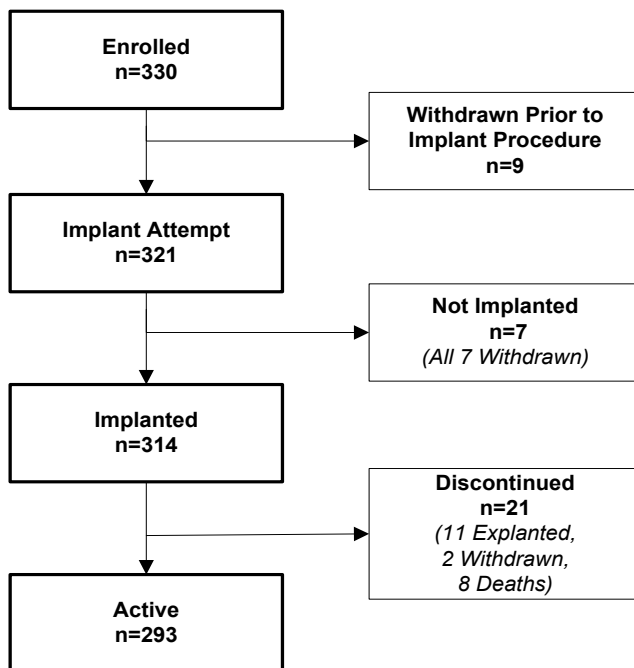 Enrolled
n=330
Withdrawn Prior to
Implant Procedure
n=9
Implant Attempt
n=321
Not Implanted
n=7
(All 7 Withdrawn)
Implanted
n=314
Discontinued
n=21
(11 Explanted,
2 Withdrawn,
8 Deaths)
Active
n=293